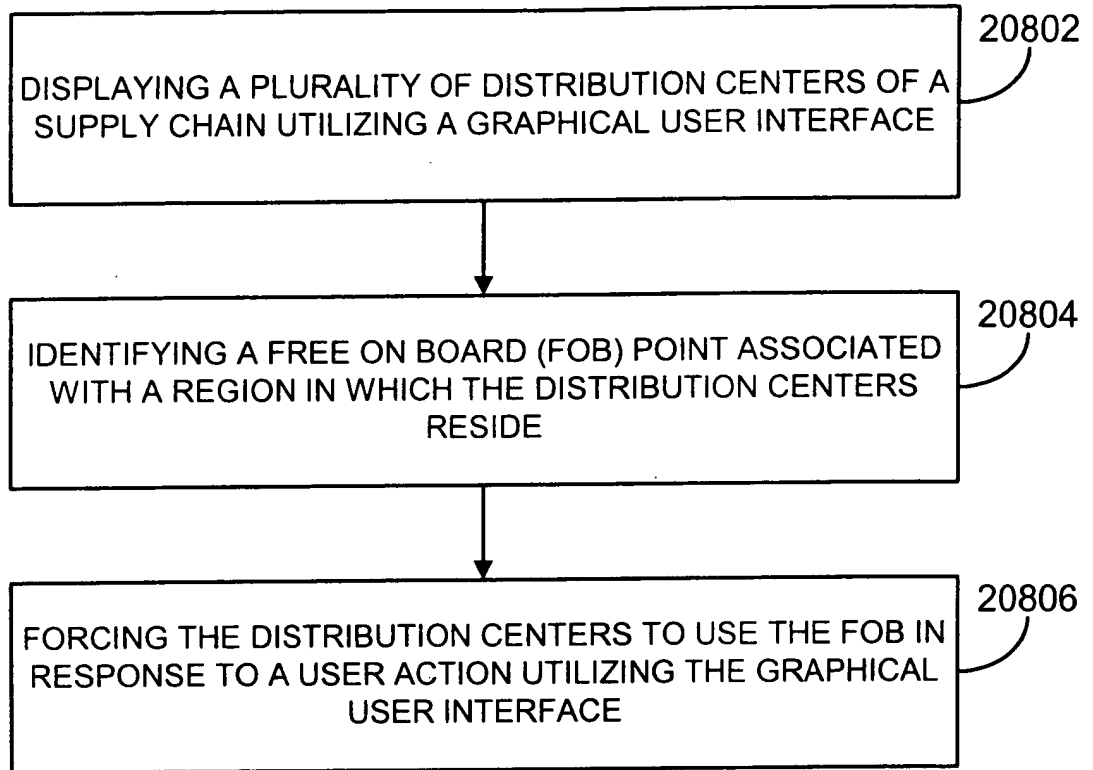 20802
DISPLAYING A PLURALITY OF DISTRIBUTION CENTERS OF A
SUPPLY CHAIN UTILIZING A GRAPHICAL USER INTERFACE
20804
IDENTIFYING A FREE ON BOARD (FOB) POINT ASSOCIATED
WITH A REGION IN WHICH THE DISTRIBUTION CENTERS
RESIDE
20806
FORCING THE DISTRIBUTION CENTERS TO USE THE FOB IN
RESPONSE TO A USER ACTION UTILIZING THE GRAPHICAL
USER INTERFACE